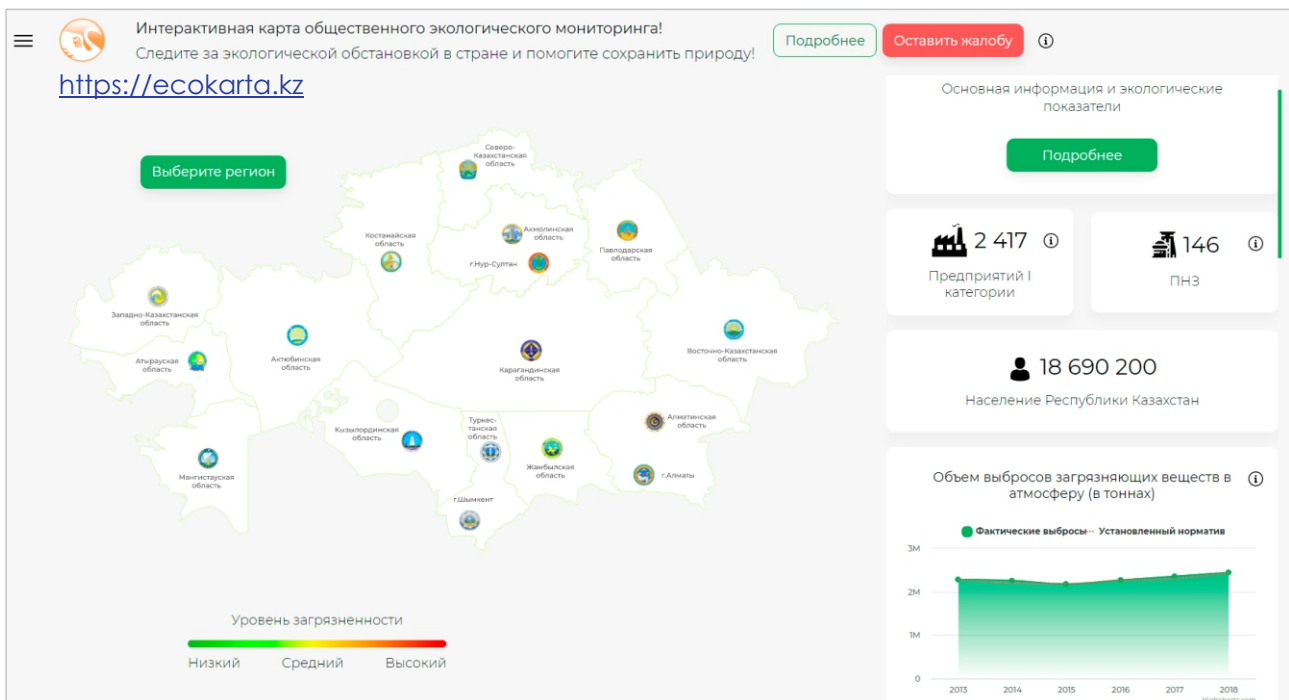 Интерактивная карта общественного экологического мониторинга!
Следите за экологической обстановкой в стране и помогите сохранить природу!
Подробнее
Оставить жалобу
https://ecokarta.kz
Выберите регион
Северо-
Казахстанская
область
Костанайская
область
Акмолинская
область
г.Нур-Султан
Павлодарская
область
Западно-Казахстанская
область
Атырауская
область
Актюбинская
область
Карагандинская
область
Восточно-Казахстанская
область
Кызылординская
область
Туркес-
танская
область
Жамбылская
область
Алматинская
область
г.Алматы
Мангистауская
область
г.Шымкент
Уровень загрязненности
Низкий Средний Высокий
Основная информация и экологические
показатели
Подробнее
2 417
Предприятий I
категории
146
ПНЗ
18 690 200
Население Республики Казахстан
Объем выбросов загрязняющих веществ в
атмосферу (в тоннах)
Фактические выбросы Установленный норматив
3M
2M
1M
0
2013 2014 2015 2016 2017 2018
Highcharts.com